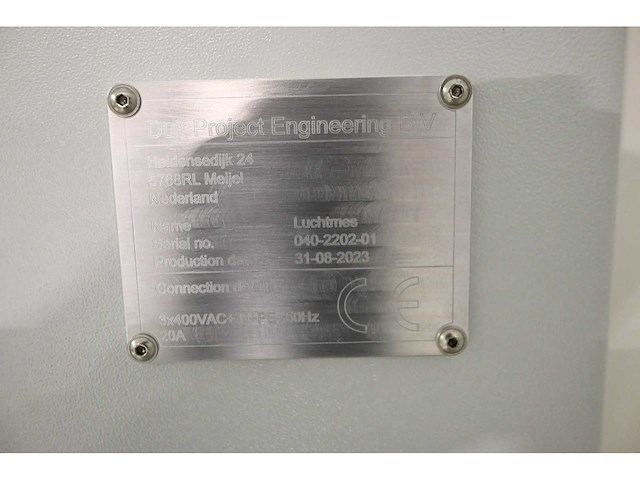 Project Engineering
Heldensedijk 24
5768RL Meijel
Nederland
Name Luchtmes
Serial no. 040-2202-01
Production 31-08-2023
Connection
3x400VAC+
20A
CE